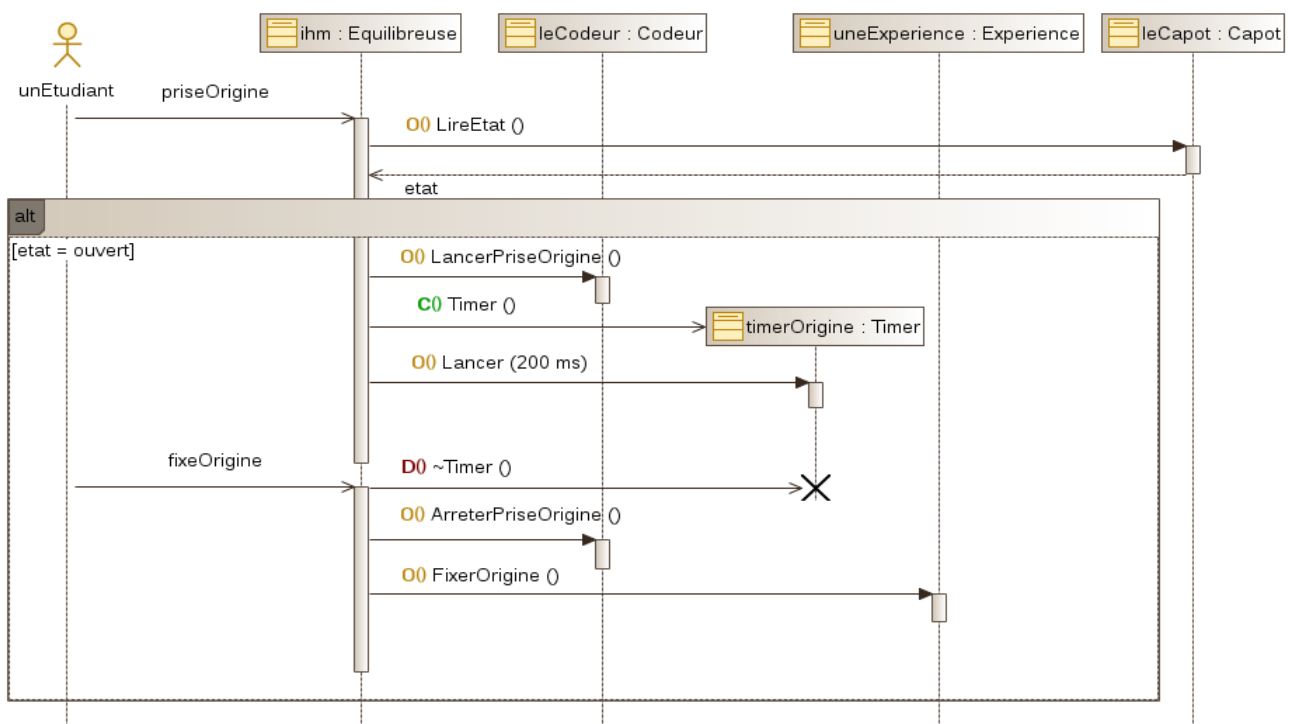 ihm : Equilibreuse
leCodeur : Codeur
uneExperience : Experience
leCapot : Capot
unEtudiant
priseOrigine
O() LireEtat ()
etat
alt
[etat = ouvert]
O() LancerPriseOrigine ()
C() Timer ()
timerOrigine : Timer
O() Lancer (200 ms)
fixeOrigine
D() ~Timer ()
O() ArreterPriseOrigine ()
O() FixerOrigine ()